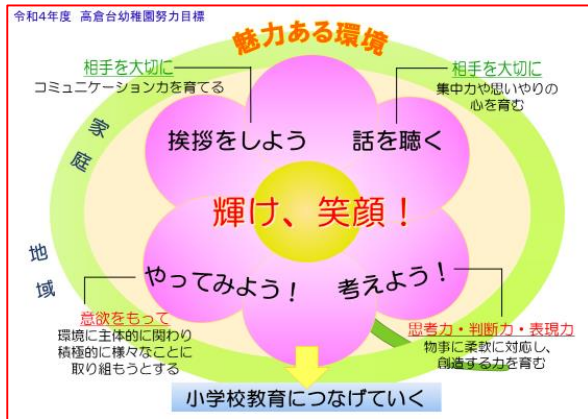 令和4年度 高倉台幼稚園努力目標
魅力ある環境
相手を大切に
コミュニケーション力を育てる
相手を大切に
集中力や思いやりの
心を育む
家庭
挨拶をしよう
話を聴く
輝け、笑顔！
地域
やってみよう！
考えよう！
意欲をもって
環境に主体的に関わり
積極的に様々なことに
取り組もうとする
思考力・判断力・表現力
物事に柔軟に対応し、
創造する力を育む
小学校教育につなげていく